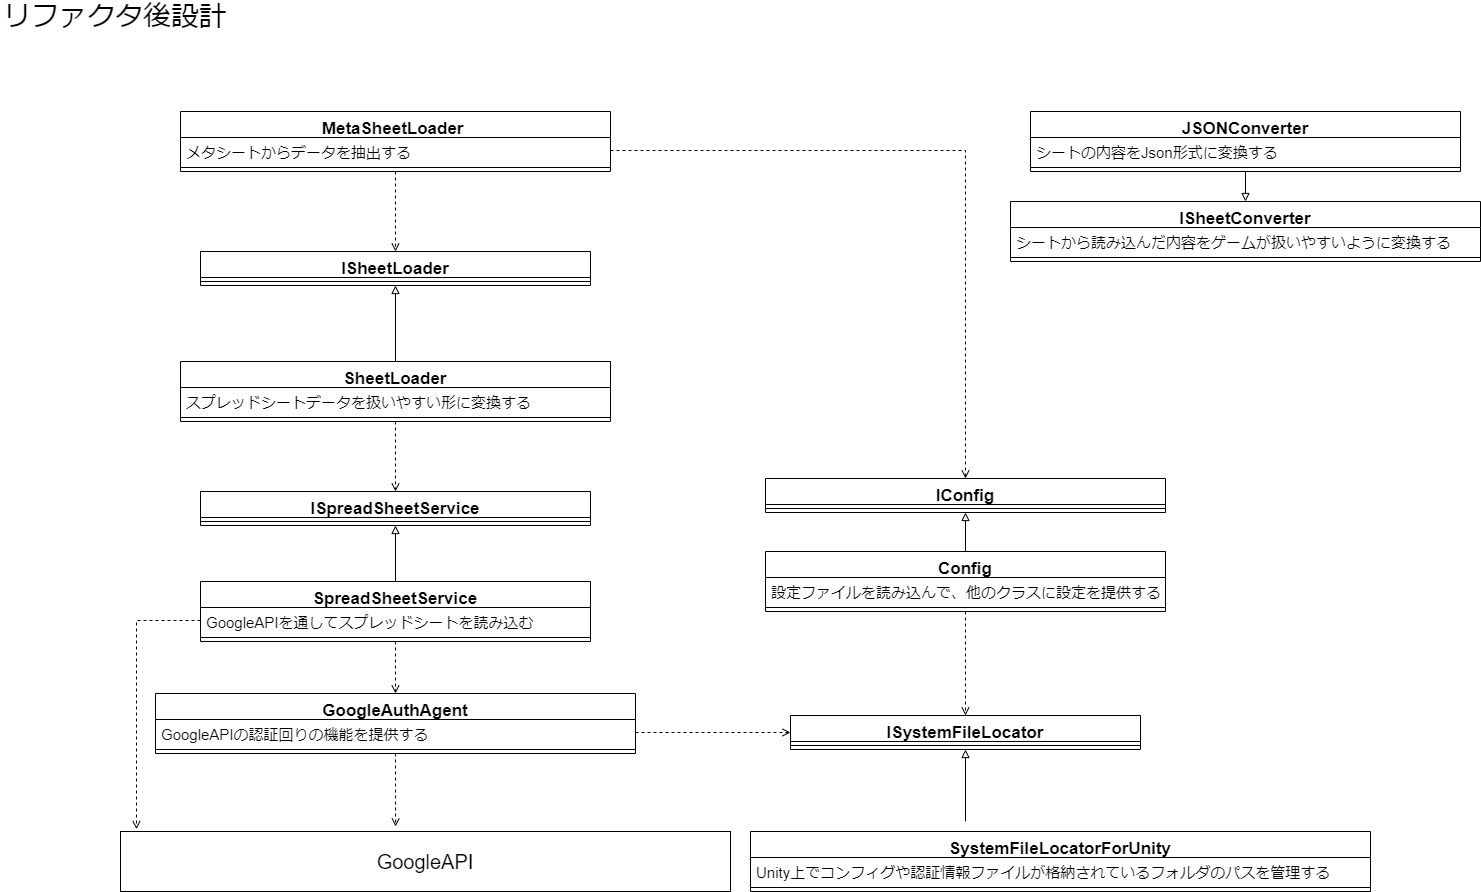 リファクタ後設計
MetaSheetLoader
メタシートからデータを抽出する
JSONConverter
シートの内容をJson形式に変換する
ISheetConverter
シートから読み込んだ内容をゲームが扱いやすいように変換する
ISheetLoader
SheetLoader
スプレッドシートデータを扱いやすい形に変換する
ISpreadSheetService
IConfig
Config
設定ファイルを読み込んで、他のクラスに設定を提供する
SpreadSheetService
GoogleAPIを通してスプレッドシートを読み込む
GoogleAuthAgent
GoogleAPIの認証回りの機能を提供する
ISystemFileLocator
GoogleAPI
SystemFileLocatorForUnity
Unity上でコンフィグや認証情報ファイルが格納されているフォルダのパスを管理する